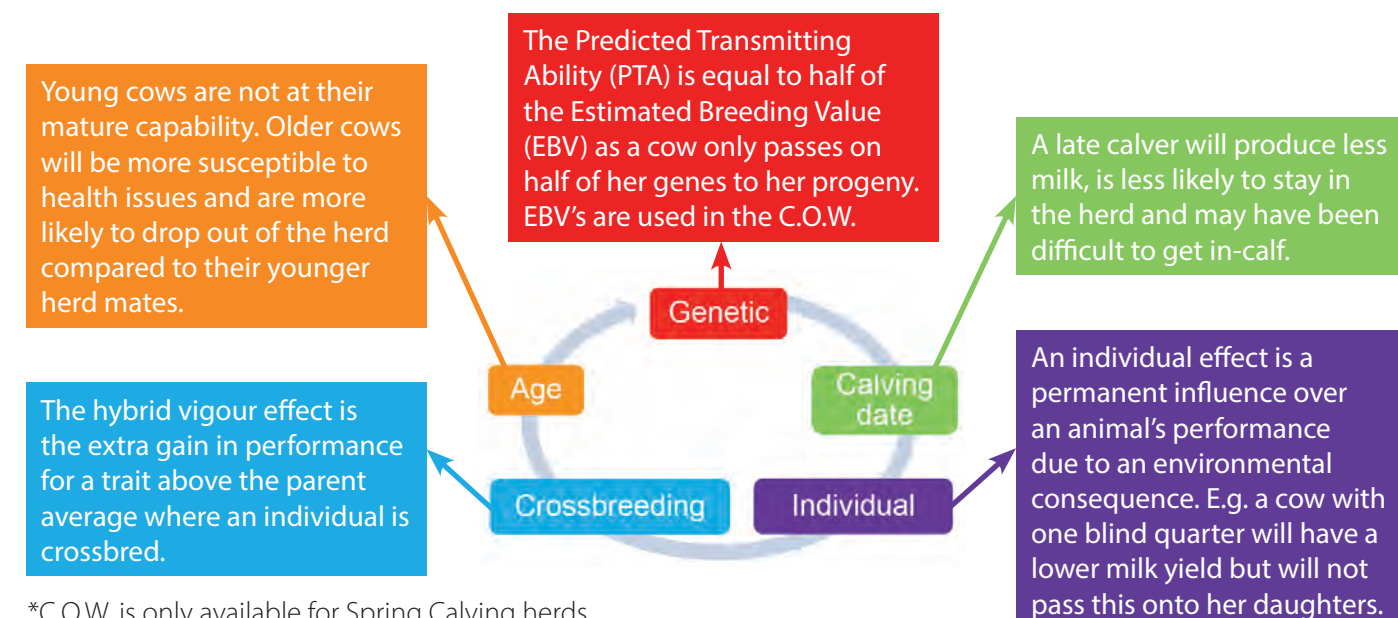 The Predicted Transmitting
Ability (PTA) is equal to half of
the Estimated Breeding Value
(EBV) as a cow only passes on
half of her genes to her progeny.
EBV's are used in the C.O.W.
Young cows are not at their
mature capability. Older cows
will be more susceptible to
health issues and are more
likely to drop out of the herd
compared to their younger
herd mates.
A late calver will produce less
milk, is less likely to stay in
the herd and may have been
difficult to get in-calf.
Genetic
Age
Calving
date
Crossbreeding
Individual
The hybrid vigour effect is
the extra gain in performance
for a trait above the parent
average where an individual is
crossbred.
An individual effect is a
permanent influence over
an animal's performance
due to an environmental
consequence. E.g. a cow with
one blind quarter will have a
lower milk yield but will not
pass this onto her daughters.
*C.O.W. is only available for Spring Calving herds